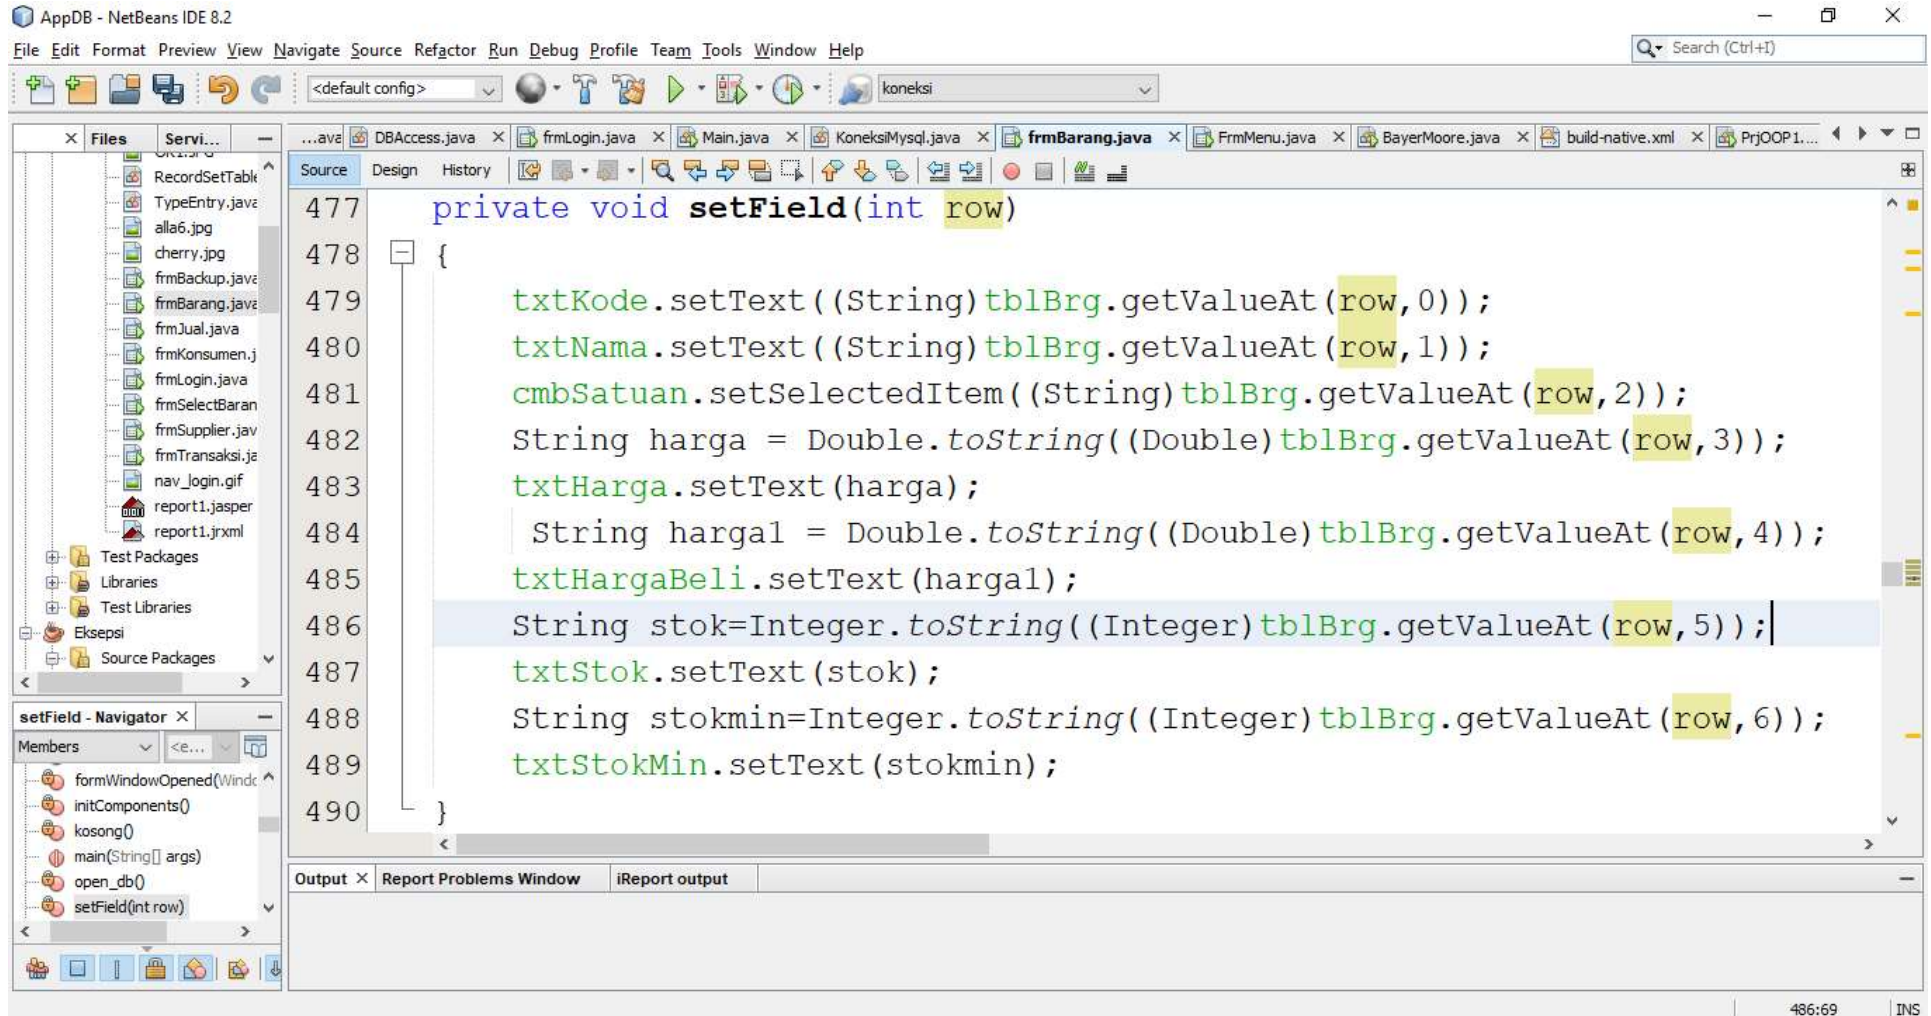 AppDB - NetBeans IDE 8.2
File Edit Format Preview View Navigate Source Refactor Run Debug Profile Team Tools Window Help
Search (Ctrl+I)
<default config>
koneksi
Files Servi...
...ava DBAccess.java frmLogin.java Main.java KoneksiMysql.java frmBarang.java FrmMenu.java BayerMoore.java build-native.xml PrjOOP1....
Source Design History
RecordSetTable
TypeEntry.java
alla6.jpg
cherry.jpg
frmBackup.java
frmBarang.java
frmJual.java
frmKonsumen.j
frmLogin.java
frmSelectBaran
frmSupplier.jav
frmTransaksi.ja
nav_login.gif
report1.jasper
report1.jrxml
Test Packages
Libraries
Test Libraries
Eksepsi
Source Packages
477 private void setField(int row)
478 {
479 txtKode.setText((String)tblBrg.getValueAt(row,0));
480 txtNama.setText((String)tblBrg.getValueAt(row,1));
481 cmbSatuan.setSelectedItem((String)tblBrg.getValueAt(row,2));
482 String harga = Double.toString((Double)tblBrg.getValueAt(row,3));
483 txtHarga.setText(harga);
484 String harga1 = Double.toString((Double)tblBrg.getValueAt(row,4));
485 txtHargaBeli.setText(harga1);
486 String stok=Integer.toString((Integer)tblBrg.getValueAt(row,5));
487 txtStok.setText(stok);
488 String stokmin=Integer.toString((Integer)tblBrg.getValueAt(row,6));
489 txtStokMin.setText(stokmin);
490 }
setField - Navigator
Members <e...
formWindowOpened(Windo
initComponents()
kosong()
main(String[] args)
open_db()
setField(int row)
Output Report Problems Window iReport output
486:69 INS